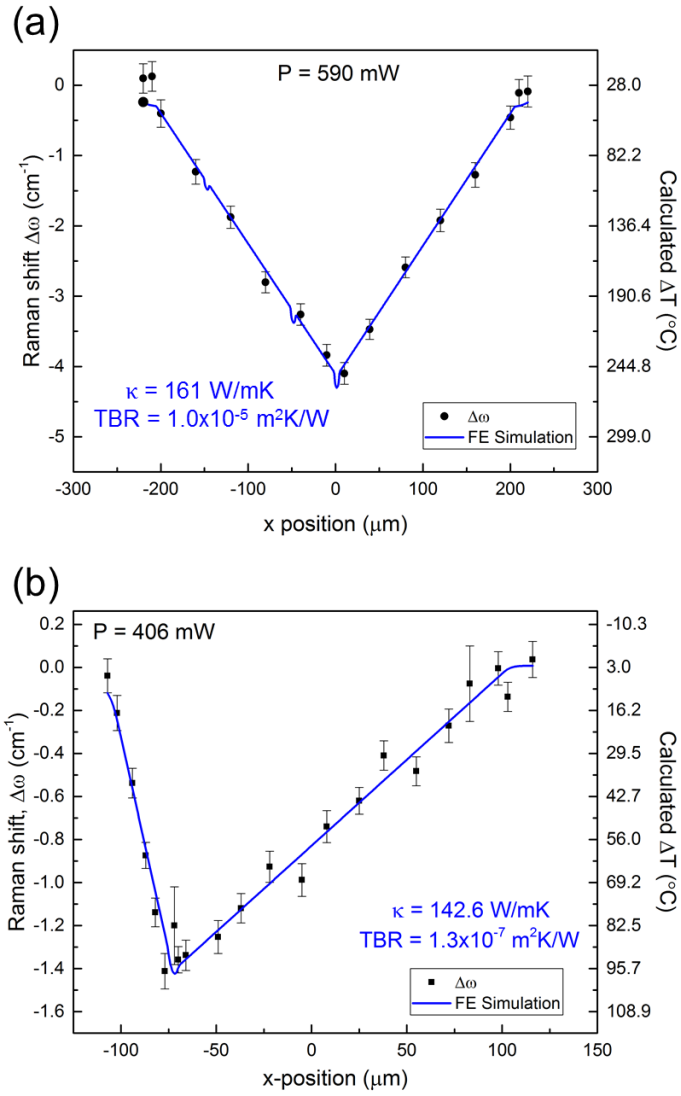 (a)
P = 590 mW
0
-1
-2
-3
-4
-5
Raman shift Δω (cm⁻¹)
28.0
82.2
136.4
190.6
244.8
299.0
Calculated ΔT (°C)
κ = 161 W/mK
TBR = 1.0x10⁻⁵ m²K/W
Δω
FE Simulation
-300 -200 -100 0 100 200 300
x position (μm)
(b)
P = 406 mW
0.2
0.0
-0.2
-0.4
-0.6
-0.8
-1.0
-1.2
-1.4
-1.6
Raman shift, Δω (cm⁻¹)
-10.3
3.0
16.2
29.5
42.7
56.0
69.2
82.5
95.7
108.9
Calculated ΔT (°C)
κ = 142.6 W/mK
TBR = 1.3x10⁻⁷ m²K/W
Δω
FE Simulation
-100 -50 0 50 100 150
x-position (μm)